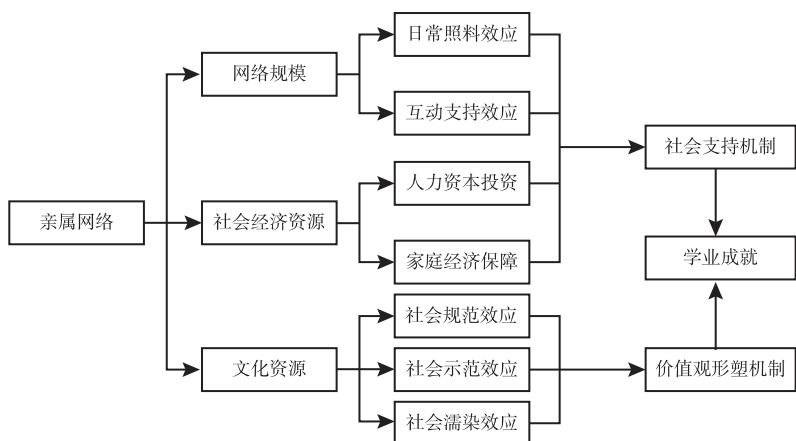 日常照料效应
网络规模
互动支持效应
社会支持机制
人力资本投资
亲属网络
社会经济资源
学业成就
家庭经济保障
社会规范效应
文化资源
社会示范效应
价值观形塑机制
社会濡染效应